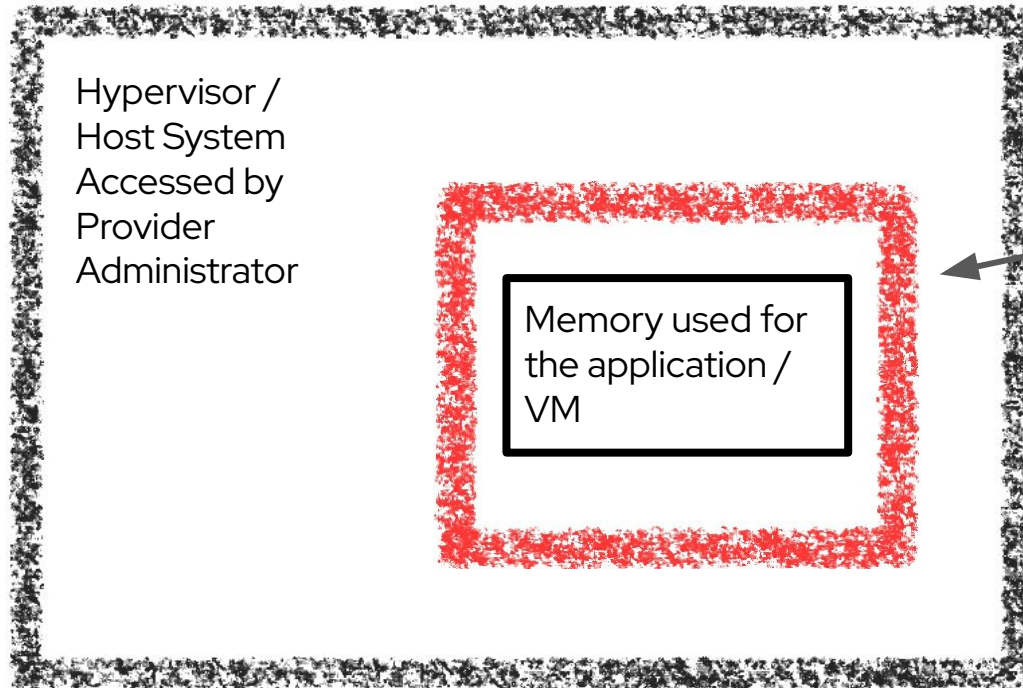 Hypervisor /
Host System
Accessed by
Provider
Administrator
Memory used for
the application /
VM